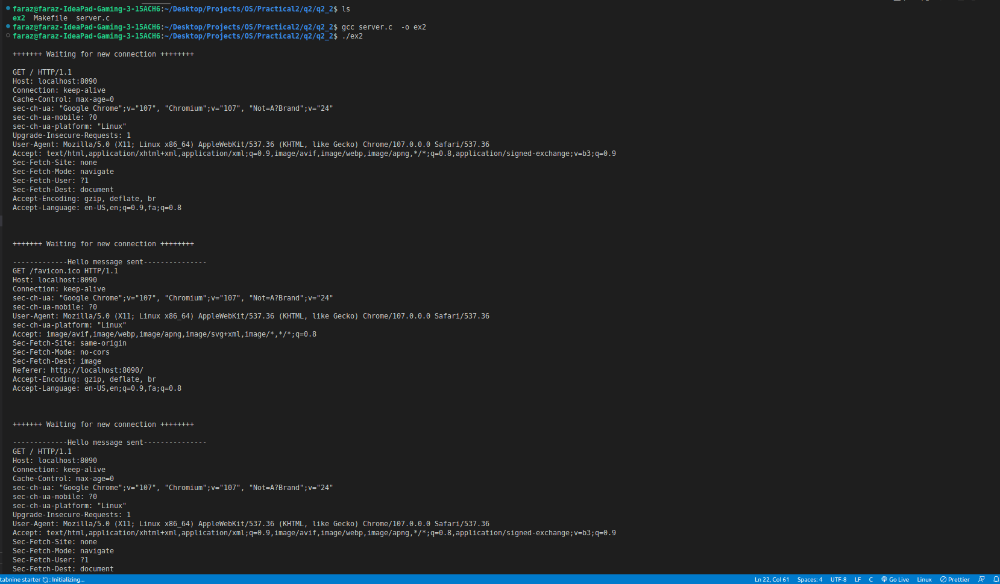 faraz@faraz-IdeaPad-Gaming-3-15ACH6:~/Desktop/Projects/OS/Practical2/q2/q2_2$ ls
ex2  Makefile  server.c
faraz@faraz-IdeaPad-Gaming-3-15ACH6:~/Desktop/Projects/OS/Practical2/q2/q2_2$ gcc server.c  -o ex2
faraz@faraz-IdeaPad-Gaming-3-15ACH6:~/Desktop/Projects/OS/Practical2/q2/q2_2$ ./ex2
+++++++ Waiting for new connection ++++++++
GET / HTTP/1.1
Host: localhost:8090
Connection: keep-alive
Cache-Control: max-age=0
sec-ch-ua: "Google Chrome";v="107", "Chromium";v="107", "Not=A?Brand";v="24"
sec-ch-ua-mobile: ?0
sec-ch-ua-platform: "Linux"
Upgrade-Insecure-Requests: 1
User-Agent: Mozilla/5.0 (X11; Linux x86_64) AppleWebKit/537.36 (KHTML, like Gecko) Chrome/107.0.0.0 Safari/537.36
Accept: text/html,application/xhtml+xml,application/xml;q=0.9,image/avif,image/webp,image/apng,*/*;q=0.8,application/signed-exchange;v=b3;q=0.9
Sec-Fetch-Site: none
Sec-Fetch-Mode: navigate
Sec-Fetch-User: ?1
Sec-Fetch-Dest: document
Accept-Encoding: gzip, deflate, br
Accept-Language: en-US,en;q=0.9,fa;q=0.8
+++++++ Waiting for new connection ++++++++
-------------Hello message sent---------------
GET /favicon.ico HTTP/1.1
Host: localhost:8090
Connection: keep-alive
sec-ch-ua: "Google Chrome";v="107", "Chromium";v="107", "Not=A?Brand";v="24"
sec-ch-ua-mobile: ?0
User-Agent: Mozilla/5.0 (X11; Linux x86_64) AppleWebKit/537.36 (KHTML, like Gecko) Chrome/107.0.0.0 Safari/537.36
sec-ch-ua-platform: "Linux"
Accept: image/avif,image/webp,image/apng,image/svg+xml,image/*,*/*;q=0.8
Sec-Fetch-Site: same-origin
Sec-Fetch-Mode: no-cors
Sec-Fetch-Dest: image
Referer: http://localhost:8090/
Accept-Encoding: gzip, deflate, br
Accept-Language: en-US,en;q=0.9,fa;q=0.8
+++++++ Waiting for new connection ++++++++
-------------Hello message sent---------------
GET / HTTP/1.1
Host: localhost:8090
Connection: keep-alive
Cache-Control: max-age=0
sec-ch-ua: "Google Chrome";v="107", "Chromium";v="107", "Not=A?Brand";v="24"
sec-ch-ua-mobile: ?0
sec-ch-ua-platform: "Linux"
Upgrade-Insecure-Requests: 1
User-Agent: Mozilla/5.0 (X11; Linux x86_64) AppleWebKit/537.36 (KHTML, like Gecko) Chrome/107.0.0.0 Safari/537.36
Accept: text/html,application/xhtml+xml,application/xml;q=0.9,image/avif,image/webp,image/apng,*/*;q=0.8,application/signed-exchange;v=b3;q=0.9
Sec-Fetch-Site: none
Sec-Fetch-Mode: navigate
Sec-Fetch-User: ?1
Sec-Fetch-Dest: document
tabnine starter : Initializing... Ln 22, Col 61 Spaces: 4 UTF-8 LF C Go Live Linux Prettier